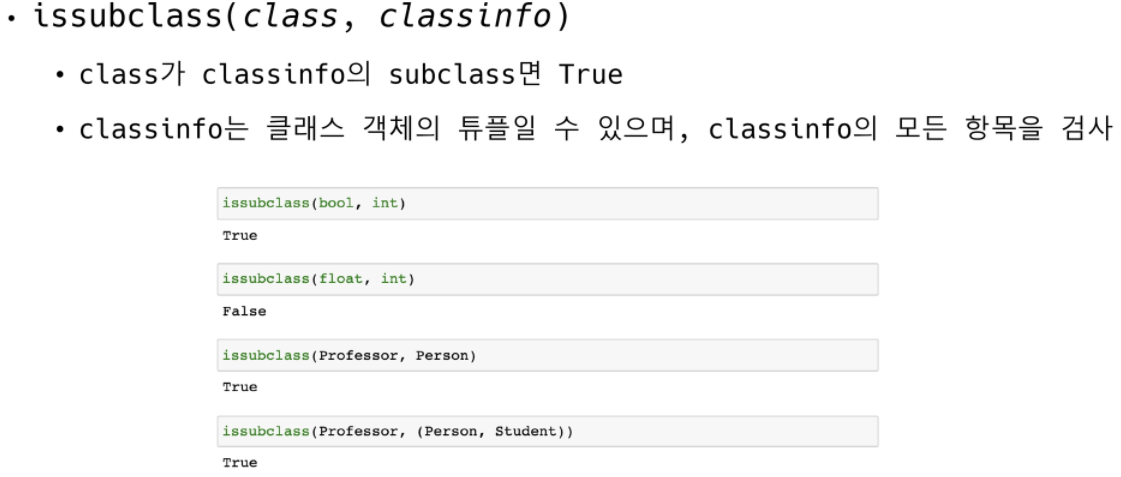 • issubclass(class, classinfo)
• class가 classinfo의 subclass면 True
• classinfo는 클래스 객체의 튜플일 수 있으며, classinfo의 모든 항목을 검사
issubclass(bool, int)
True
issubclass(float, int)
False
issubclass(Professor, Person)
True
issubclass(Professor, (Person, Student))
True